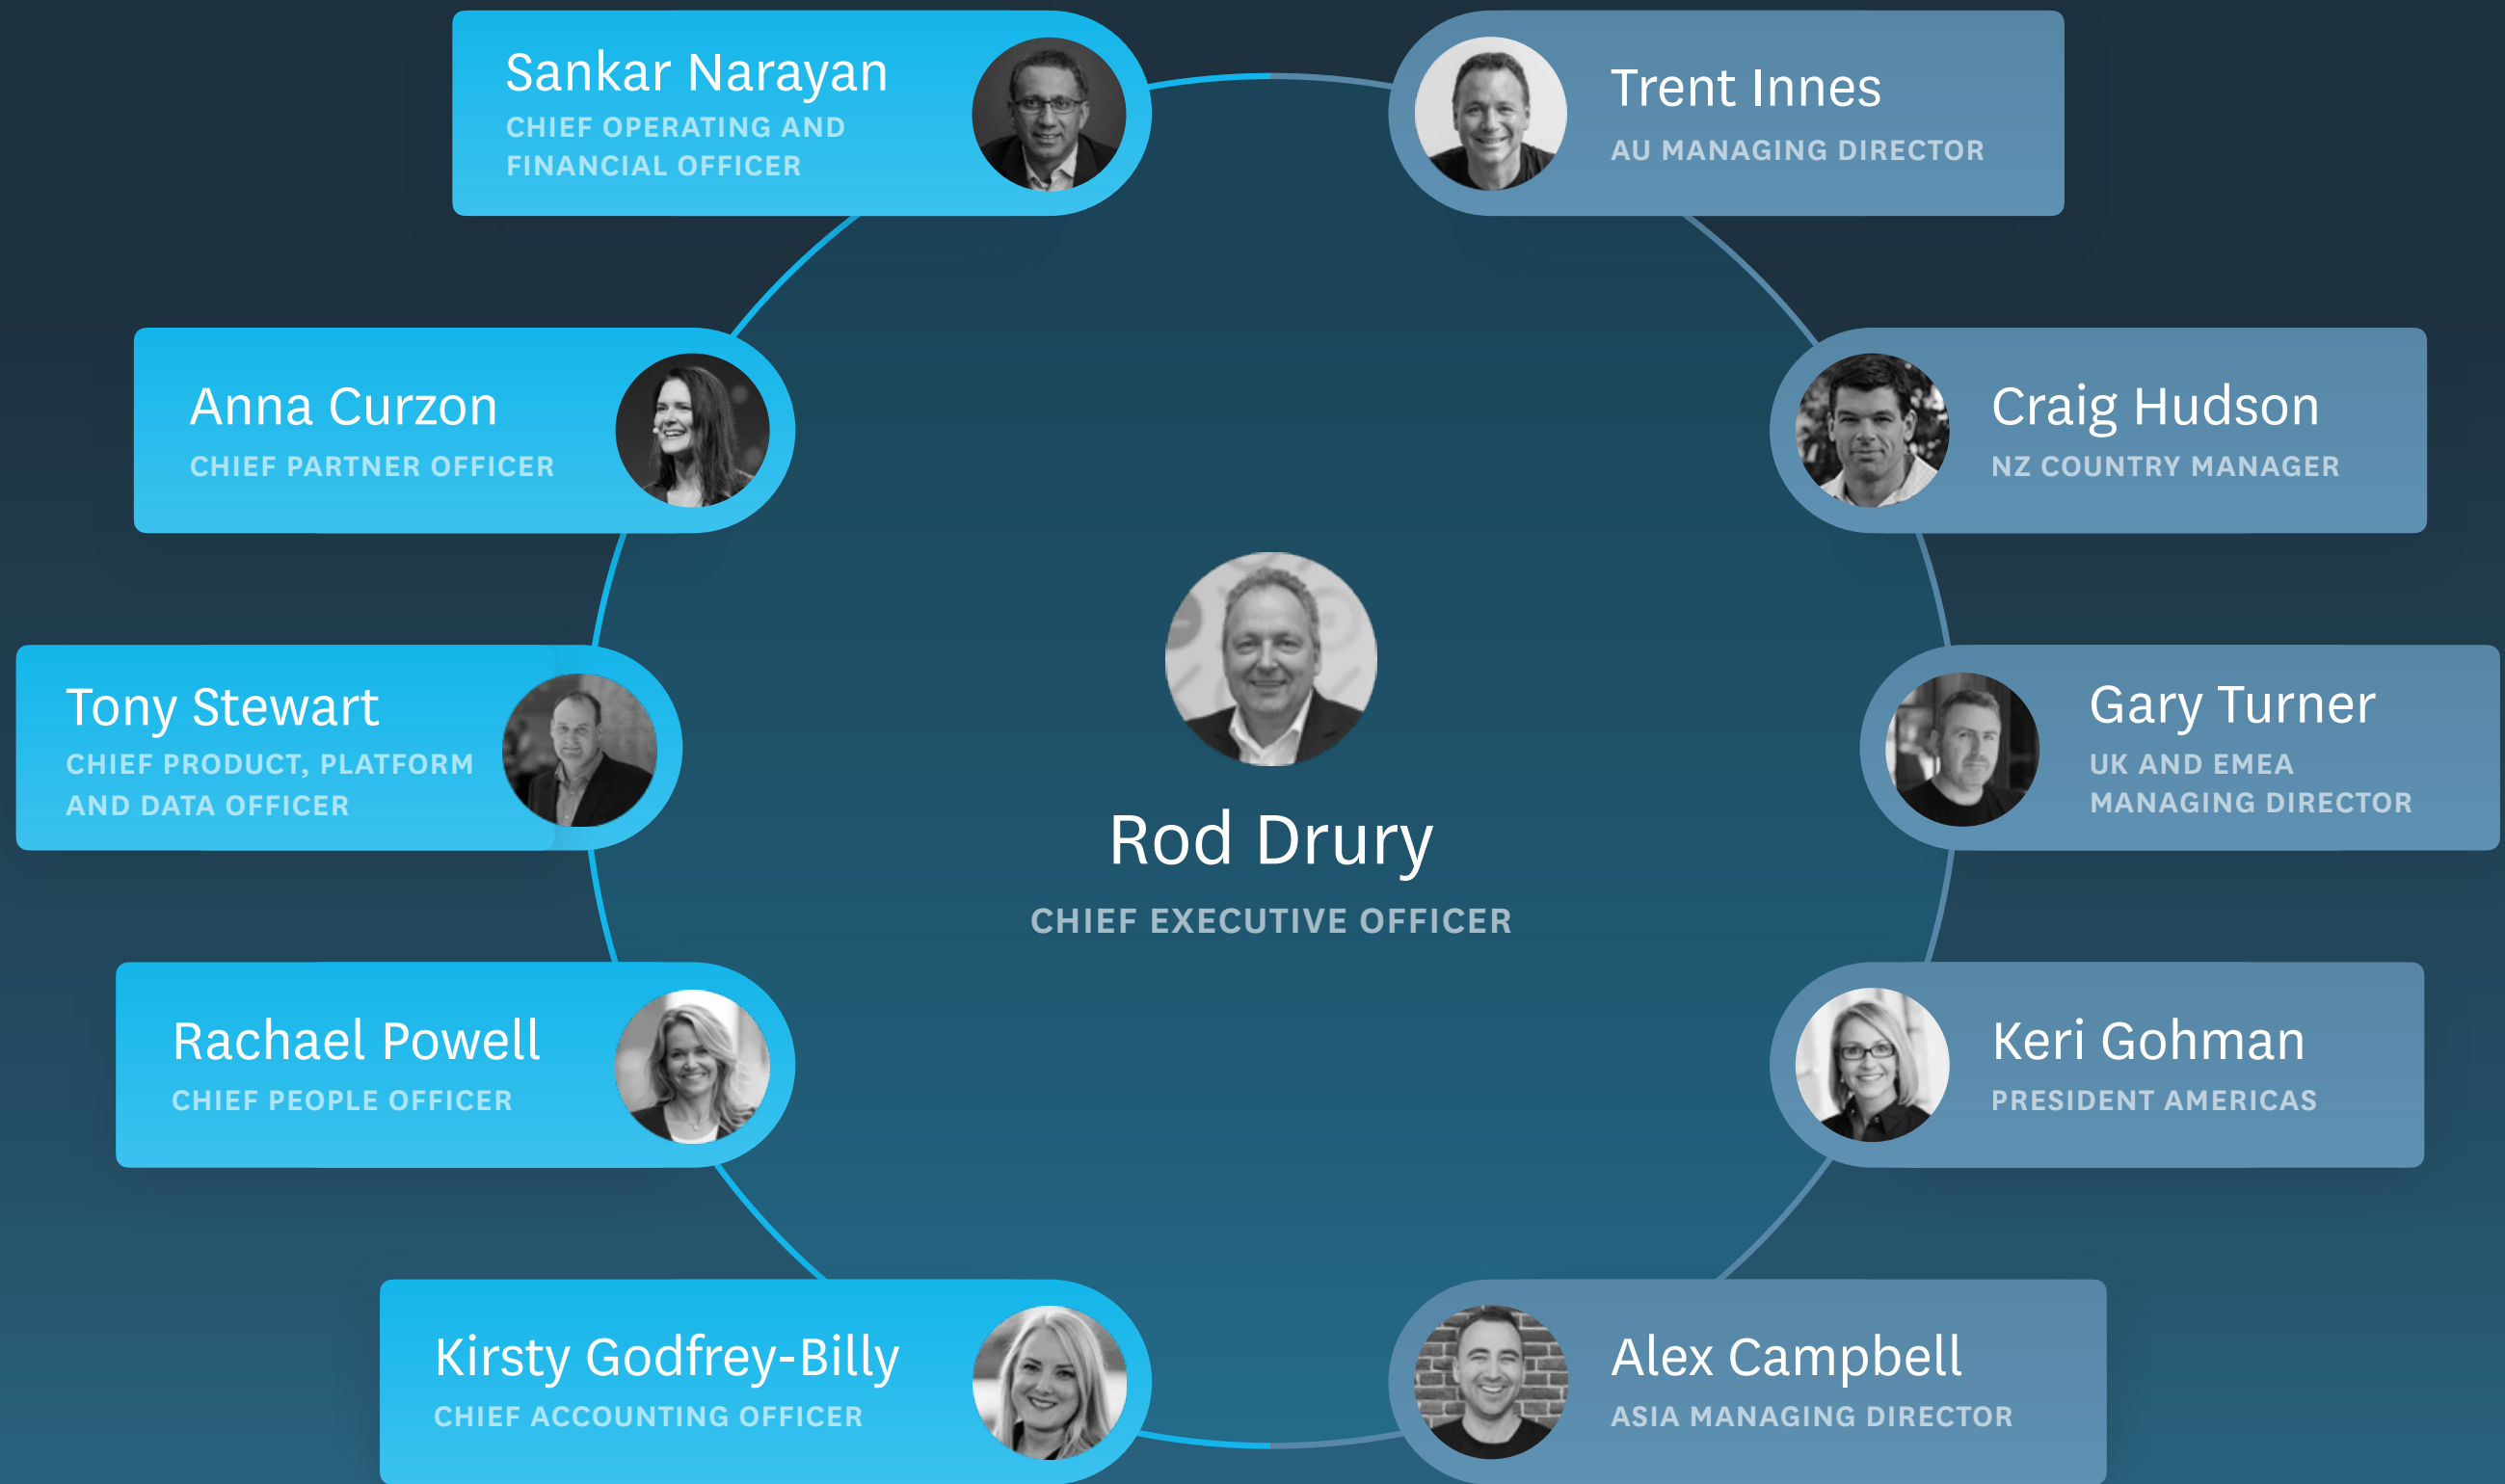 Sankar Narayan
CHIEF OPERATING AND
FINANCIAL OFFICER
Trent Innes
AU MANAGING DIRECTOR
Anna Curzon
CHIEF PARTNER OFFICER
Craig Hudson
NZ COUNTRY MANAGER
Tony Stewart
CHIEF PRODUCT, PLATFORM
AND DATA OFFICER
Rod Drury
CHIEF EXECUTIVE OFFICER
Gary Turner
UK AND EMEA
MANAGING DIRECTOR
Rachael Powell
CHIEF PEOPLE OFFICER
Keri Gohman
PRESIDENT AMERICAS
Kirsty Godfrey-Billy
CHIEF ACCOUNTING OFFICER
Alex Campbell
ASIA MANAGING DIRECTOR